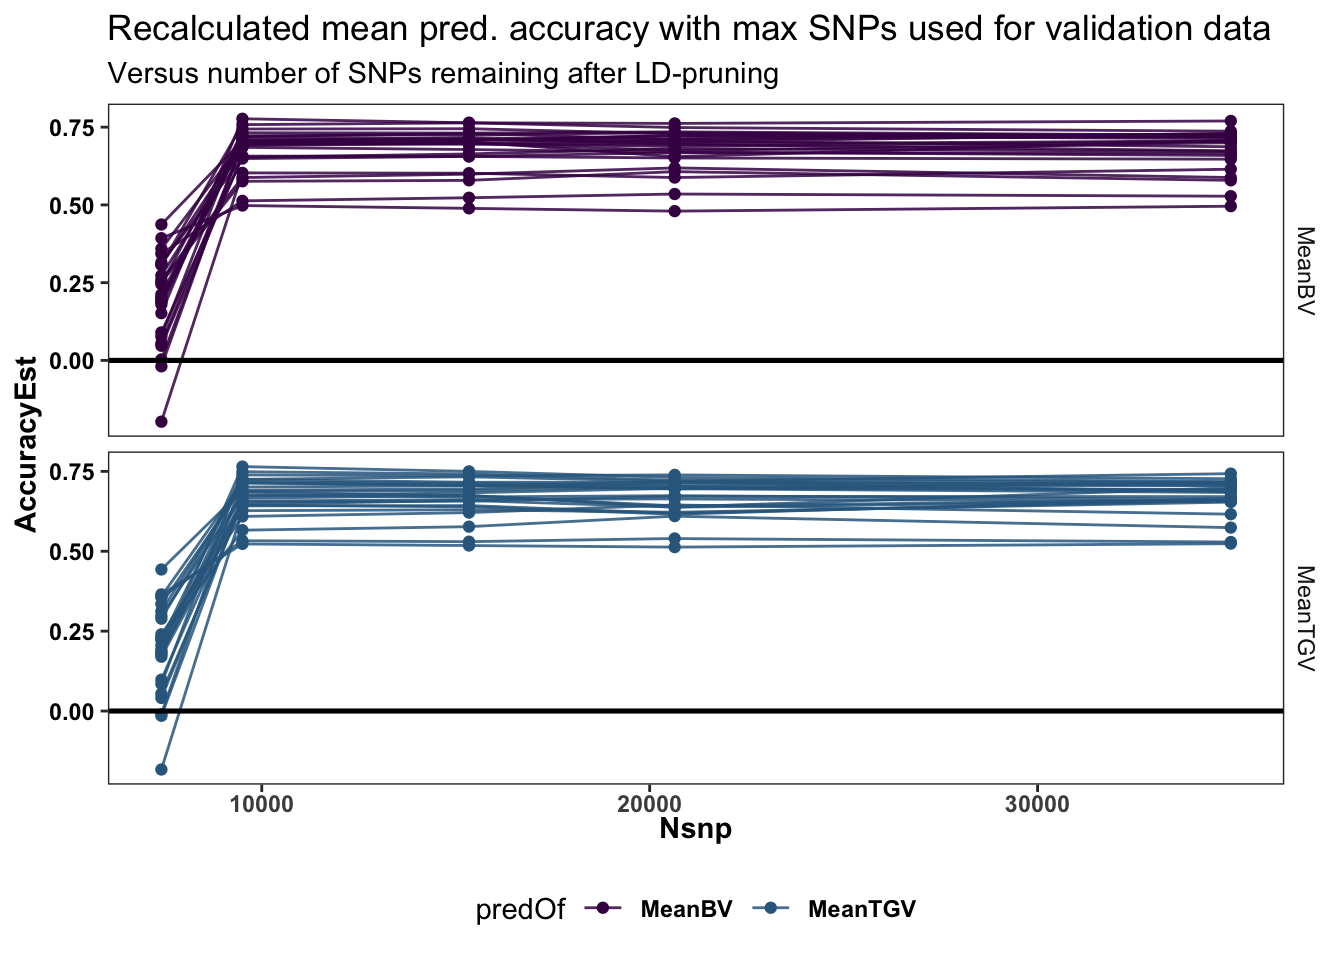 Recalculated mean pred. accuracy with max SNPs used for validation data
Versus number of SNPs remaining after LD-pruning
AccuracyEst
0.75
0.50
0.25
0.00
MeanBV
0.75
0.50
0.25
0.00
MeanTGV
10000
20000
30000
Nsnp
predOf MeanBV MeanTGV